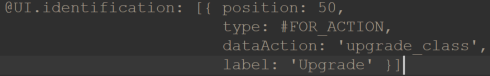 @UI.identification: [{ position: 50,
type: #FOR_ACTION,
dataAction: 'upgrade_class',
label: 'Upgrade' }]